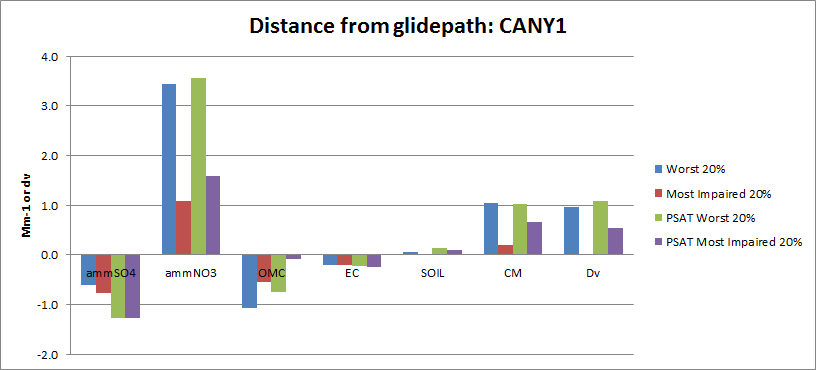 Distance from glidepath: CANY1
4.0
3.0
2.0
1.0
0.0
-1.0
-2.0
Mm-1 or dv
ammSO4
ammNO3
OMC
EC
SOIL
CM
Dv
Worst 20%
Most Impaired 20%
PSAT Worst 20%
PSAT Most Impaired 20%